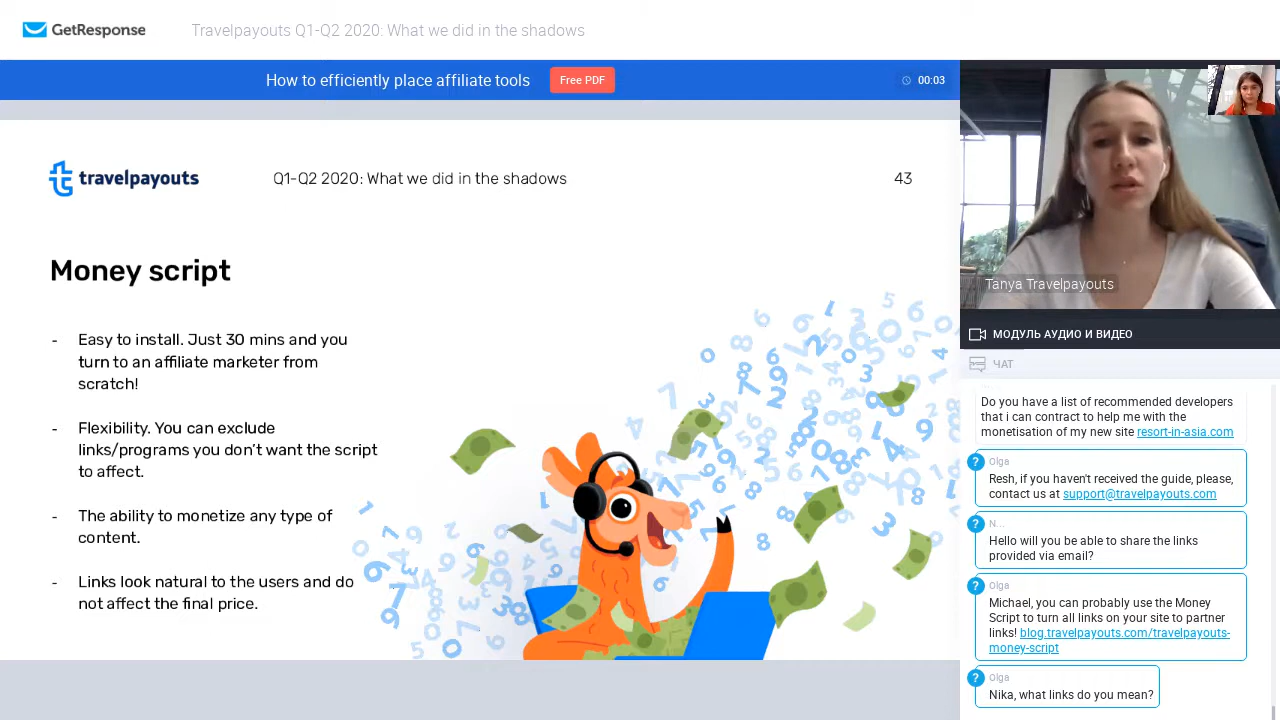 GetResponse
Travelpayouts Q1-Q2 2020: What we did in the shadows
How to efficiently place affiliate tools
Free PDF
00:03
travelpayouts
Q1-Q2 2020: What we did in the shadows
43
Money script
- Easy to install. Just 30 mins and you
turn to an affiliate marketer from
scratch!
- Flexibility. You can exclude
links/programs you don’t want the script
to affect.
- The ability to monetize any type of
content.
- Links look natural to the users and do
not affect the final price.
Tanya Travelpayouts
МОДУЛЬ АУДИО И ВИДЕО
ЧАТ
Do you have a list of recommended developers
that i can contract to help me with the
monetisation of my new site resort-in-asia.com
? Olga
Resh, if you haven't received the guide, please,
contact us at support@travelpayouts.com
? N...
Hello will you be able to share the links
provided via email?
? Olga
Michael, you can probably use the Money
Script to turn all links on your site to partner
links! blog.travelpayouts.com/travelpayouts-
money-script
? Olga
Nika, what links do you mean?